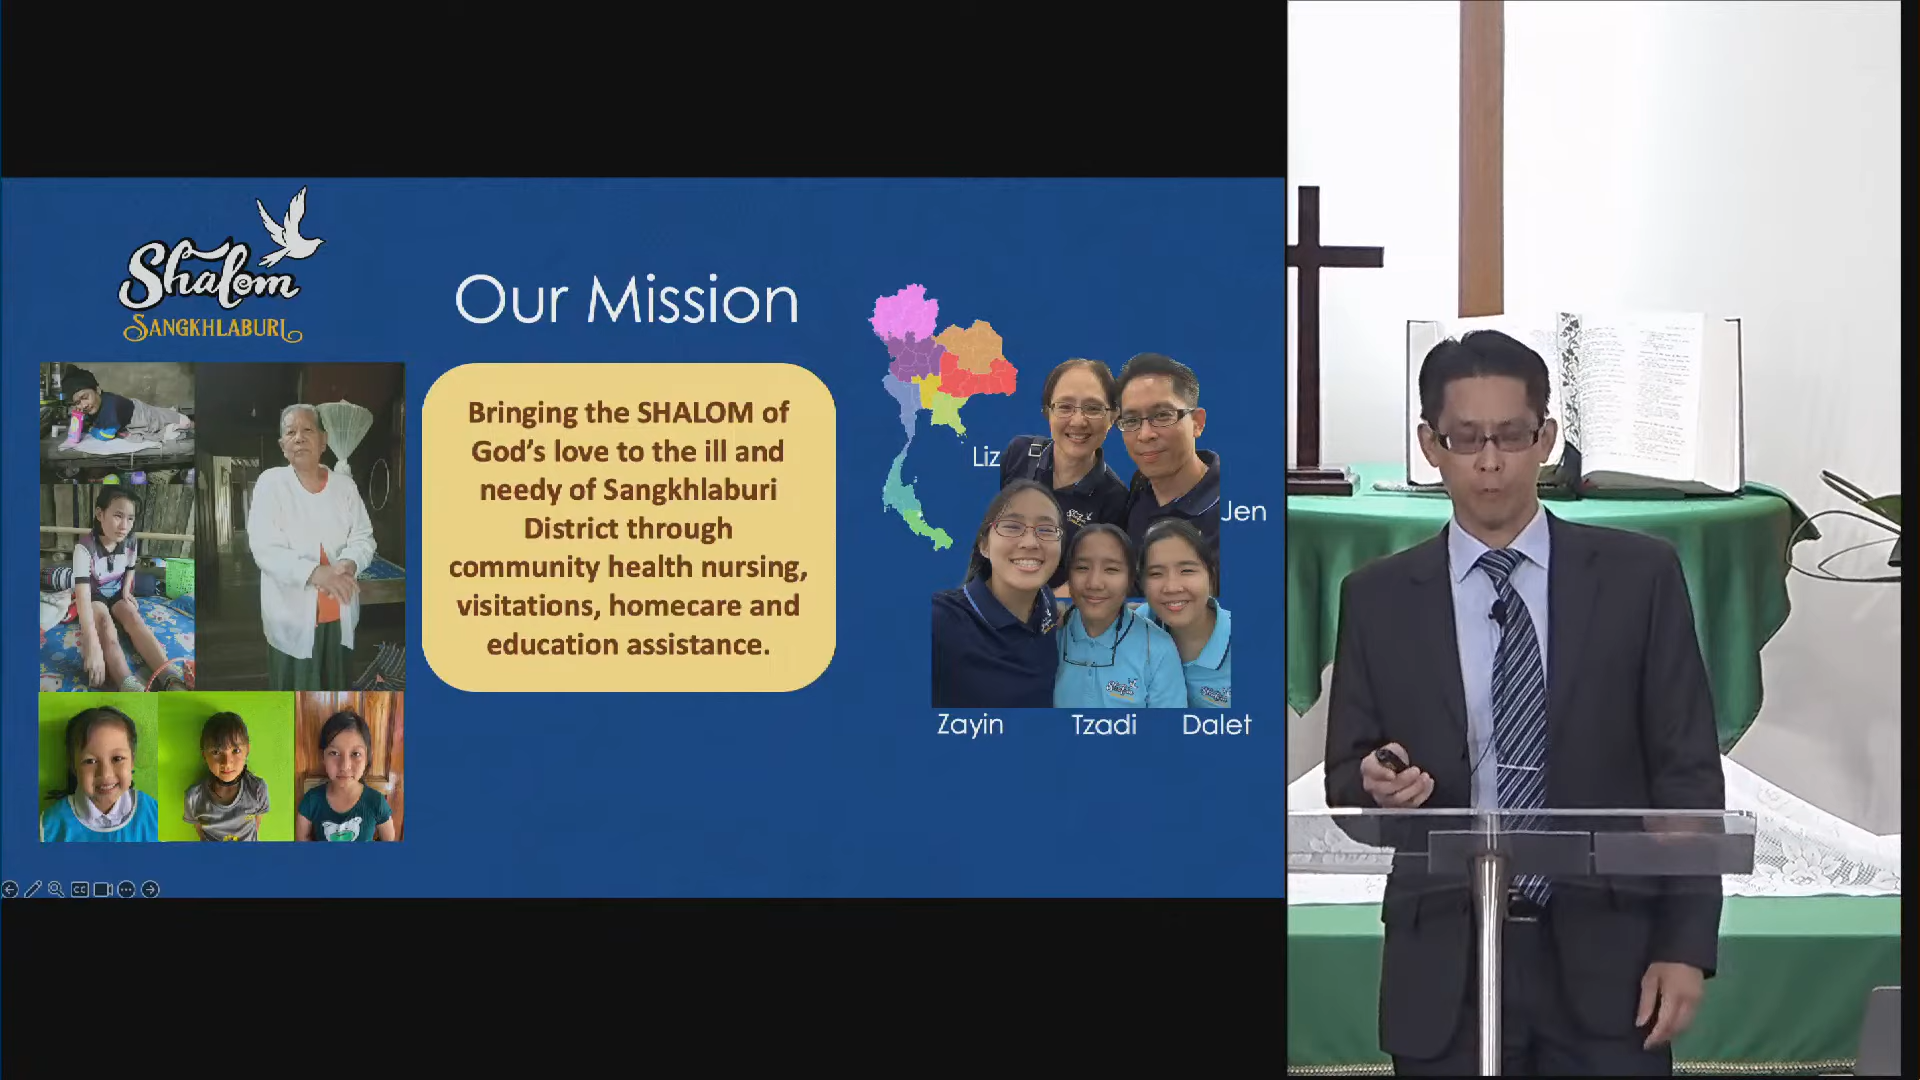 Shalom
SANGKHLABURI
Our Mission
Bringing the SHALOM of
God's love to the ill and
needy of Sangkhlaburi
District through
community health nursing,
visitations, homecare and
education assistance.
Liz
Jen
Zayin
Tzadi
Dalet